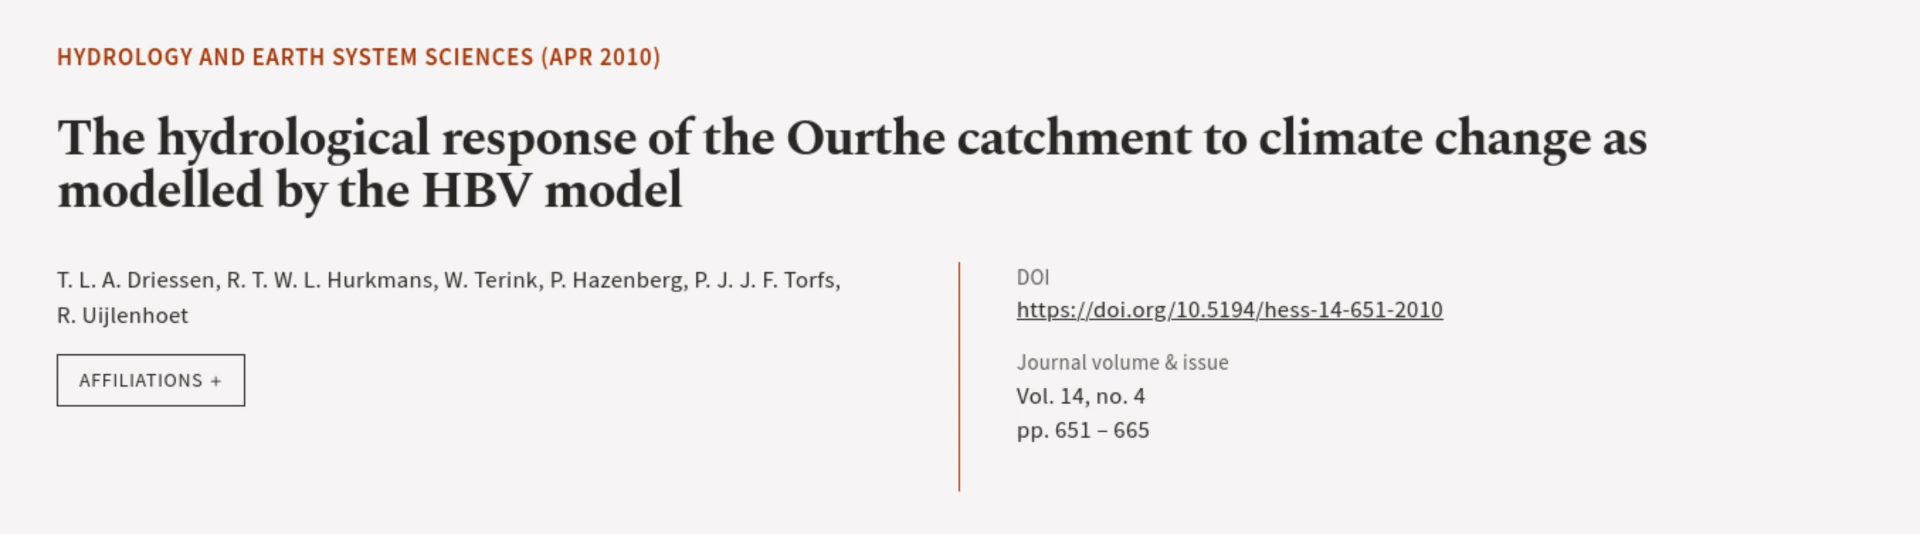 HYDROLOGY AND EARTH SYSTEM SCIENCES (APR 2010)
The hydrological response of the Ourthe catchment to climate change as
modelled by the HBV model
T. L. A. Driessen, R. T. W. L. Hurkmans, W. Terink, P. Hazenberg, P. J. J. F. Torfs,
R. Uijlenhoet
AFFILIATIONS +
DOI
https://doi.org/10.5194/hess-14-651-2010
Journal volume & issue
Vol. 14, no. 4
pp. 651 – 665